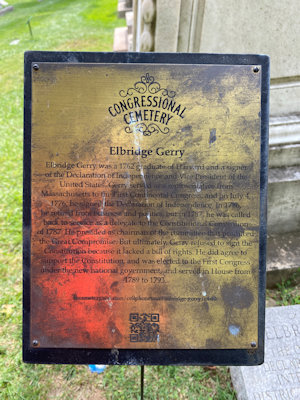 CONGRESSIONAL
CEMETERY
Elbridge Gerry
Elbridge Gerry was a 1762 graduate of Harvard and a signer
of the Declaration of Independence and Vice President of the
United States. Gerry served as a representative from
Massachusetts to the First Continental Congress, and on July 4,
1776, he signed the Declaration of Independence. In 1786,
he retired from business and politics, but in 1787, he was called
back to service as a delegate to the Constitutional Convention
of 1787. He presided as chairman of the committee that produced
the Great Compromise. But ultimately, Gerry refused to sign the
Constitution because it lacked a bill of rights. He did agree to
support the Constitution, and was elected to the First Congress
under the new national government, and served in House from
1789 to 1793.